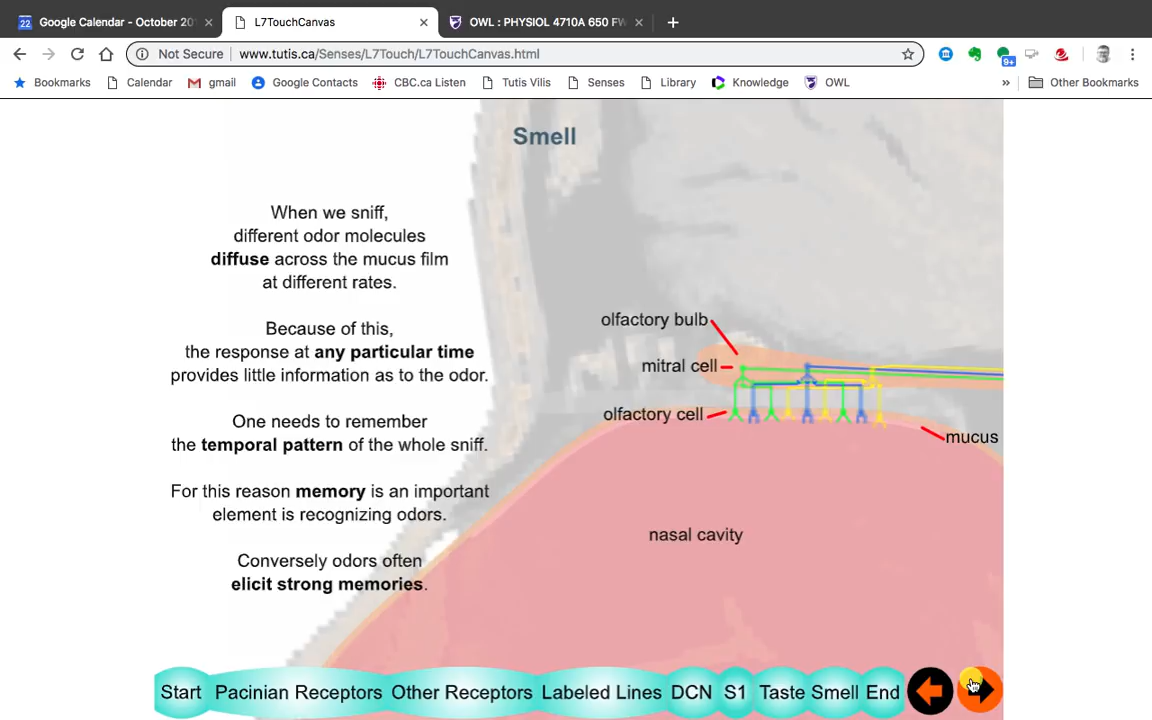 Google Calendar - October 20
L7TouchCanvas
OWL : PHYSIOL 4710A 650 FW
Not Secure
www.tutis.ca/Senses/L7Touch/L7TouchCanvas.html
9+
Bookmarks
Calendar
gmail
Google Contacts
CBC.ca Listen
Tutis Vilis
Senses
Library
Knowledge
OWL
»
Other Bookmarks
Smell
When we sniff,
different odor molecules
diffuse across the mucus film
at different rates.
Because of this,
the response at any particular time
provides little information as to the odor.
One needs to remember
the temporal pattern of the whole sniff.
For this reason memory is an important
element is recognizing odors.
Conversely odors often
elicit strong memories.
olfactory bulb
mitral cell
olfactory cell
mucus
nasal cavity
Start
Pacinian Receptors
Other Receptors
Labeled Lines
DCN
S1
Taste
Smell
End